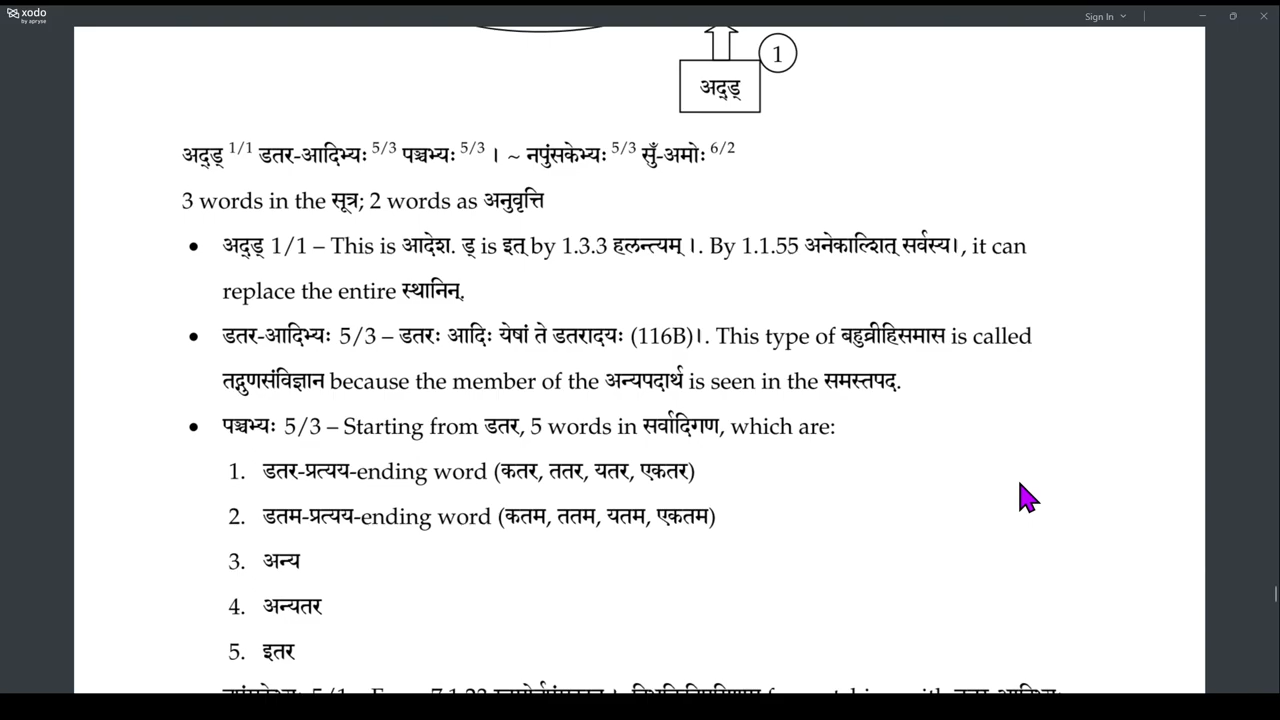 xodo
by apryse
Sign In
1
अद्ड्
अद्ड् 1/1 डतर-आदिभ्यः 5/3 पञ्चभ्यः 5/3 । ~ नपुंसकेभ्यः 5/3 सुँ-अमोः 6/2
3 words in the सूत्र; 2 words as अनुवृत्ति
• अद्ड् 1/1 – This is आदेश. ड् is इत् by 1.3.3 हलन्त्यम् ।. By 1.1.55 अनेकाल्शित् सर्वस्य।, it can
replace the entire स्थानिन्.
• डतर-आदिभ्यः 5/3 – डतरः आदिः येषां ते डतरादयः (116B)।. This type of बहुव्रीहिसमास is called
तद्गुणसंविज्ञान because the member of the अन्यपदार्थ is seen in the समस्तपद.
• पञ्चभ्यः 5/3 – Starting from डतर, 5 words in सर्वादिगण, which are:
1. डतर-प्रत्यय-ending word (कतर, ततर, यतर, एकतर)
2. डतम-प्रत्यय-ending word (कतम, ततम, यतम, एकतम)
3. अन्य
4. अन्यतर
5. इतर